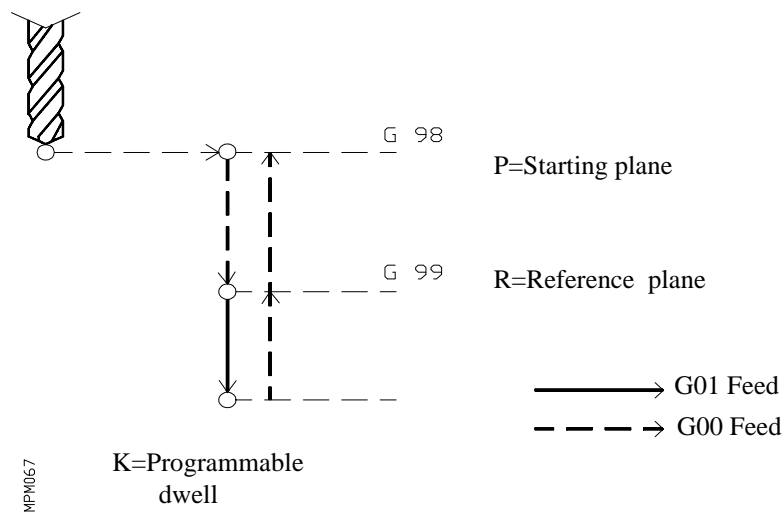 G 98
P=Starting plane
G 99
R=Reference plane
G01 Feed
G00 Feed
K=Programmable
dwell
MPM067